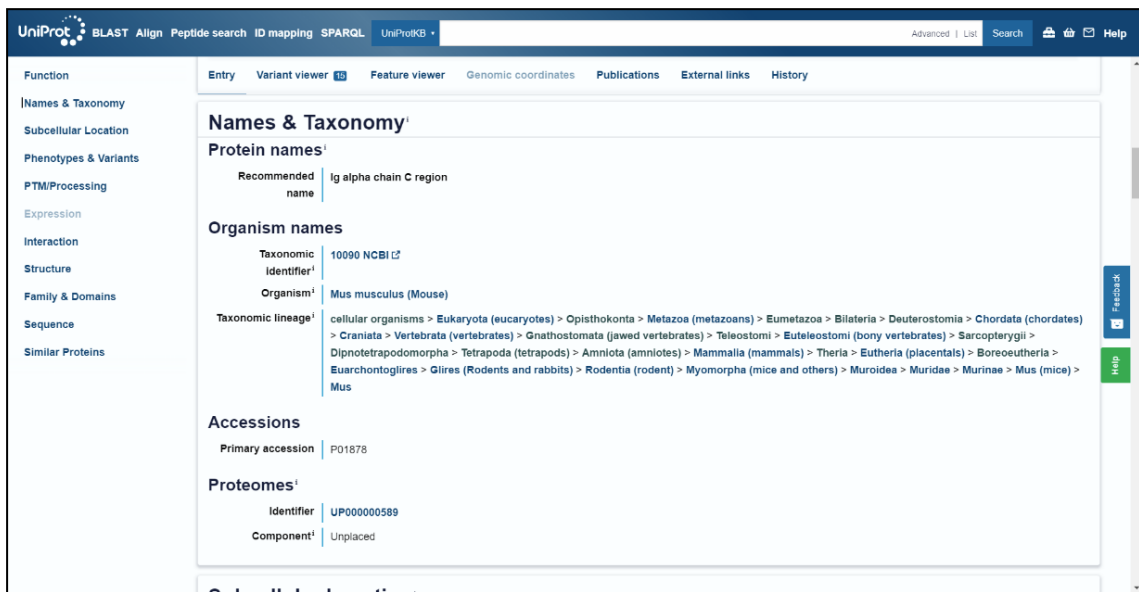 UniProt BLAST Align Peptide search ID mapping SPARQL UniProtKB Advanced | List Search Help
Function
Names & Taxonomy
Subcellular Location
Phenotypes & Variants
PTM/Processing
Expression
Interaction
Structure
Family & Domains
Sequence
Similar Proteins
Entry Variant viewer 15 Feature viewer Genomic coordinates Publications External links History
Names & Taxonomy i
Protein names i
Recommended name Ig alpha chain C region
Organism names
Taxonomic identifier i 10090 NCBI
Organism i Mus musculus (Mouse)
Taxonomic lineage i cellular organisms > Eukaryota (eucaryotes) > Opisthokonta > Metazoa (metazoans) > Eumetazoa > Bilateria > Deuterostomia > Chordata (chordates)
> Craniata > Vertebrata (vertebrates) > Gnathostomata (jawed vertebrates) > Teleostomi > Euteleostomi (bony vertebrates) > Sarcopterygii >
Dipnotetrapodomorpha > Tetrapoda (tetrapods) > Amniota (amniotes) > Mammalia (mammals) > Theria > Eutheria (placentals) > Boreoeutheria >
Euarchontoglires > Glires (Rodents and rabbits) > Rodentia (rodent) > Myomorpha (mice and others) > Muroidea > Muridae > Murinae > Mus (mice) >
Mus
Accessions
Primary accession P01878
Proteomes i
Identifier UP000000589
Component i Unplaced
Feedback
Help